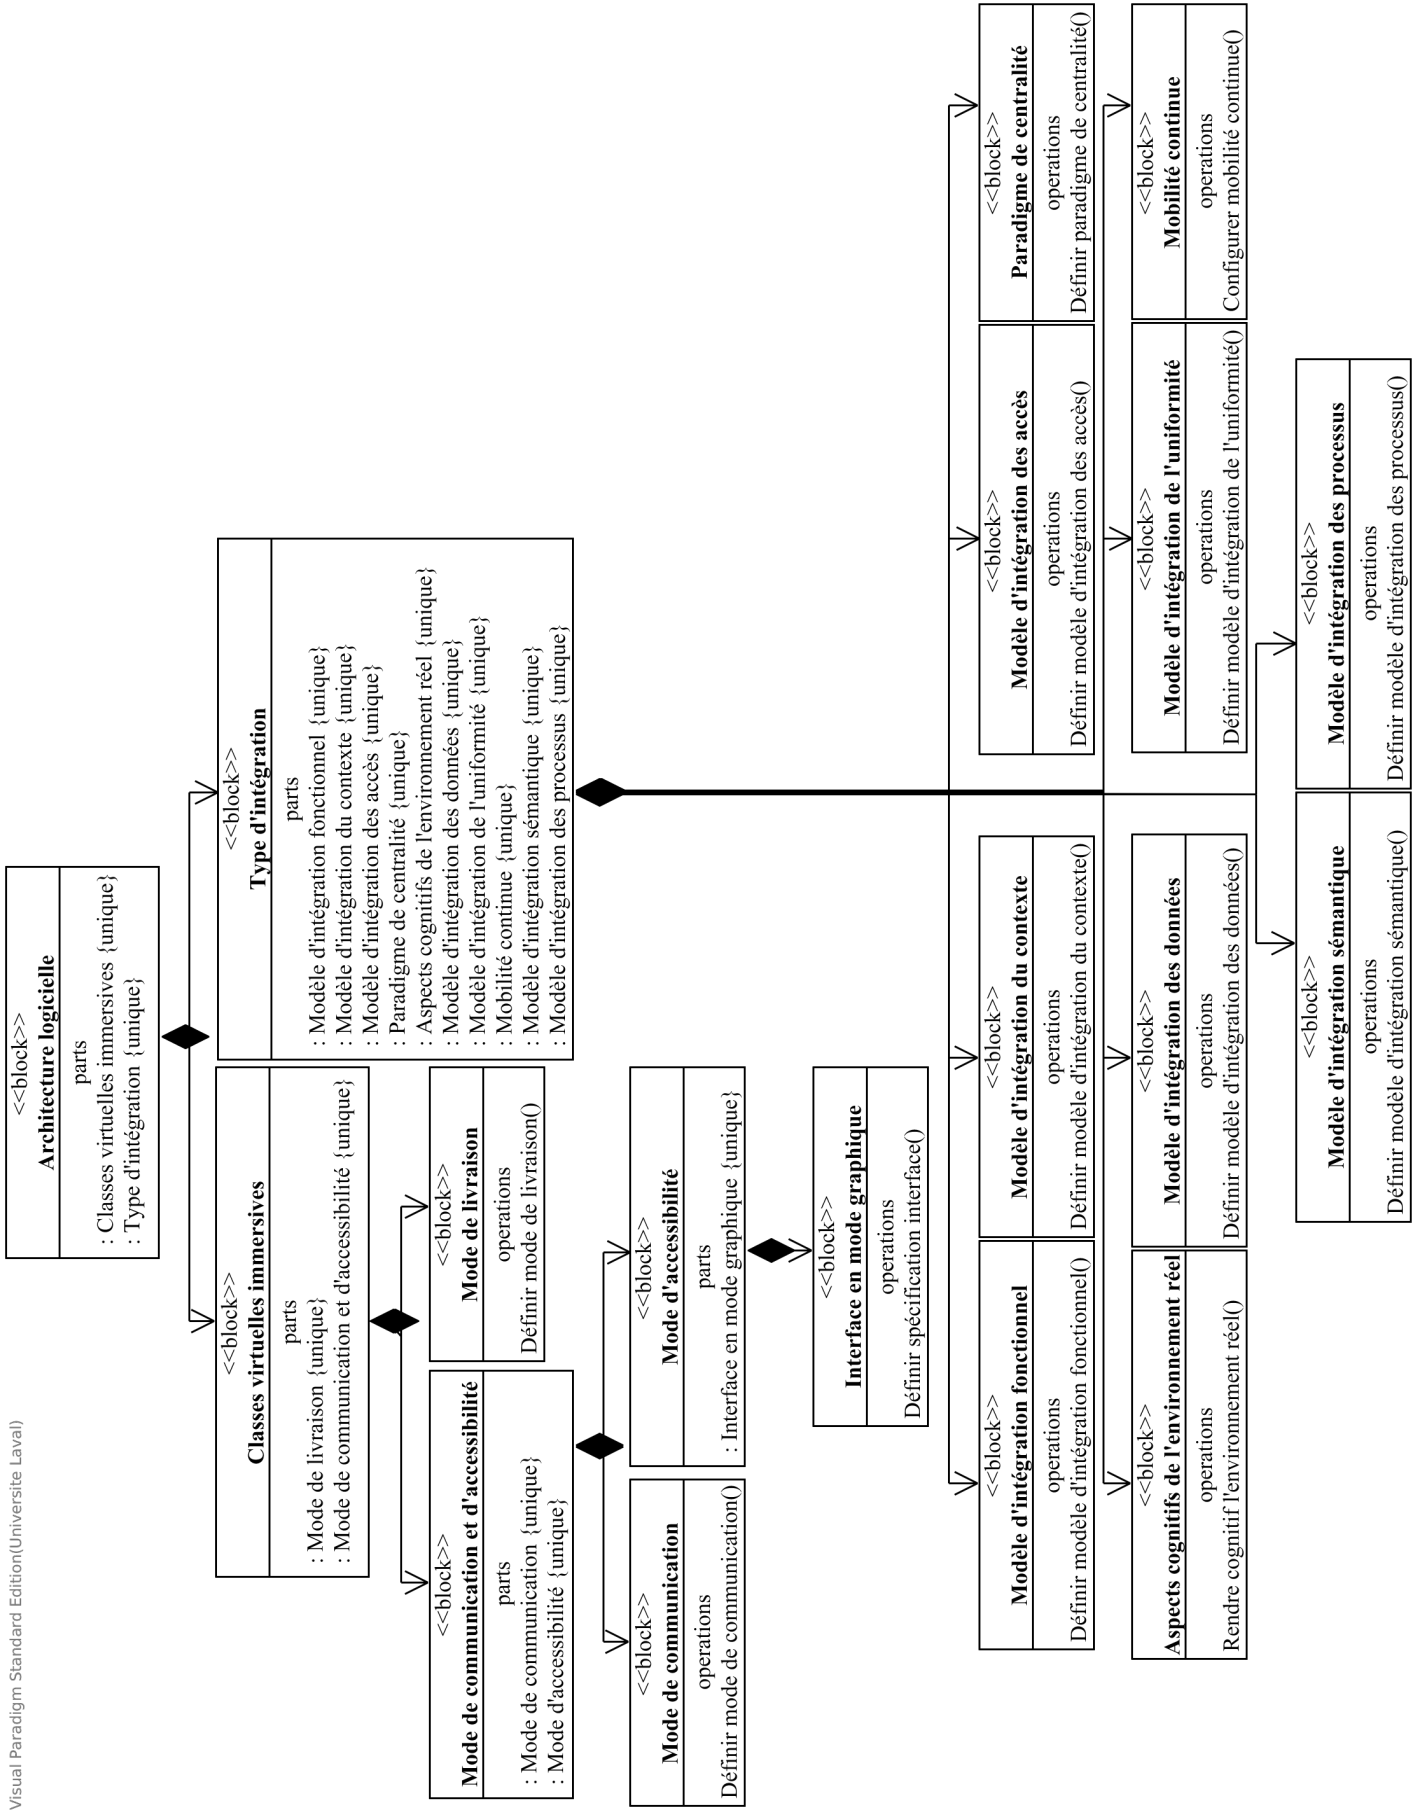 Visual Paradigm Standard Edition(Universite Laval)
<<block>>
Architecture logicielle
parts
: Classes virtuelles immersives {unique}
: Type d'intégration {unique}
<<block>>
Classes virtuelles immersives
parts
: Mode de livraison {unique}
: Mode de communication et d'accessibilité {unique}
<<block>>
Type d'intégration
parts
: Modèle d'intégration fonctionnel {unique}
: Modèle d'intégration du contexte {unique}
: Modèle d'intégration des accès {unique}
: Paradigme de centralité {unique}
: Aspects cognitifs de l'environnement réel {unique}
: Modèle d'intégration des données {unique}
: Modèle d'intégration de l'uniformité {unique}
: Mobilité continue {unique}
: Modèle d'intégration sémantique {unique}
: Modèle d'intégration des processus {unique}
<<block>>
Mode de communication et d'accessibilité
parts
: Mode de communication {unique}
: Mode d'accessibilité {unique}
<<block>>
Mode de livraison
operations
Définir mode de livraison()
<<block>>
Mode de communication
operations
Définir mode de communication()
<<block>>
Mode d'accessibilité
parts
: Interface en mode graphique {unique}
<<block>>
Interface en mode graphique
operations
Définir spécification interface()
<<block>>
Modèle d'intégration fonctionnel
operations
Définir modèle d'intégration fonctionnel()
<<block>>
Modèle d'intégration du contexte
operations
Définir modèle d'intégration du contexte()
<<block>>
Modèle d'intégration des accès
operations
Définir modèle d'intégration des accès()
<<block>>
Paradigme de centralité
operations
Définir paradigme de centralité()
<<block>>
Aspects cognitifs de l'environnement réel
operations
Rendre cognitif l'environnement réel()
<<block>>
Modèle d'intégration des données
operations
Définir modèle d'intégration des données()
<<block>>
Modèle d'intégration de l'uniformité
operations
Définir modèle d'intégration de l'uniformité()
<<block>>
Mobilité continue
operations
Configurer mobilité continue()
<<block>>
Modèle d'intégration sémantique
operations
Définir modèle d'intégration sémantique()
<<block>>
Modèle d'intégration des processus
operations
Définir modèle d'intégration des processus()